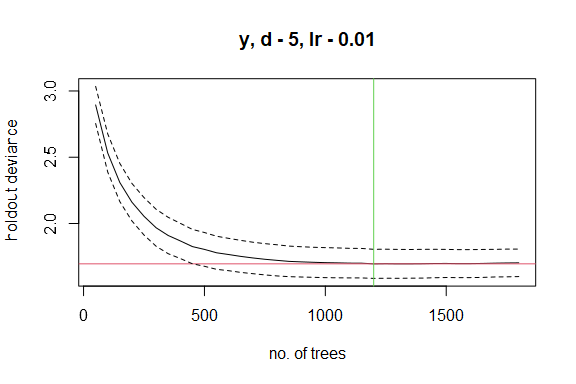 y, d - 5, lr - 0.01
holdout deviance
2.0
2.5
3.0
0
500
1000
1500
no. of trees